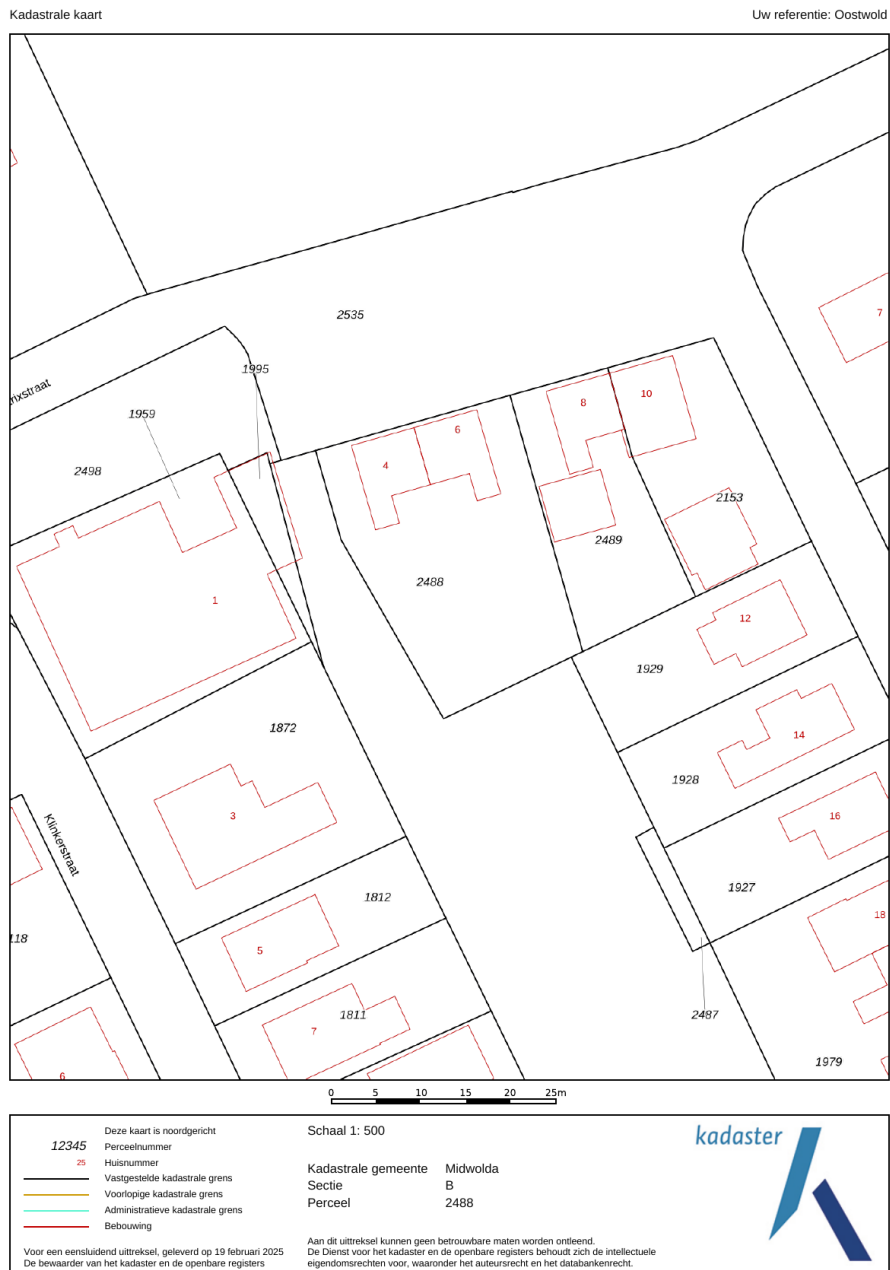 Kadastrale kaart
Uw referentie: Oostwold
2535
7
1995
rixstraat
1959
10
8
6
4
2498
2153
2489
2488
1
12
1929
1872
14
1928
3
16
Klinkerstraat
1927
1812
18
118
5
1811
2487
7
1979
6
0 5 10 15 20 25m
Deze kaart is noordgericht
12345 Perceelnummer
25 Huisnummer
Vastgestelde kadastrale grens
Voorlopige kadastrale grens
Administratieve kadastrale grens
Bebouwing
Voor een eensluidend uittreksel, geleverd op 19 februari 2025
De bewaarder van het kadaster en de openbare registers
Schaal 1: 500
Kadastrale gemeente Midwolda
Sectie B
Perceel 2488
Aan dit uittreksel kunnen geen betrouwbare maten worden ontleend.
De Dienst voor het kadaster en de openbare registers behoudt zich de intellectuele
eigendomsrechten voor, waaronder het auteursrecht en het databankenrecht.
kadaster